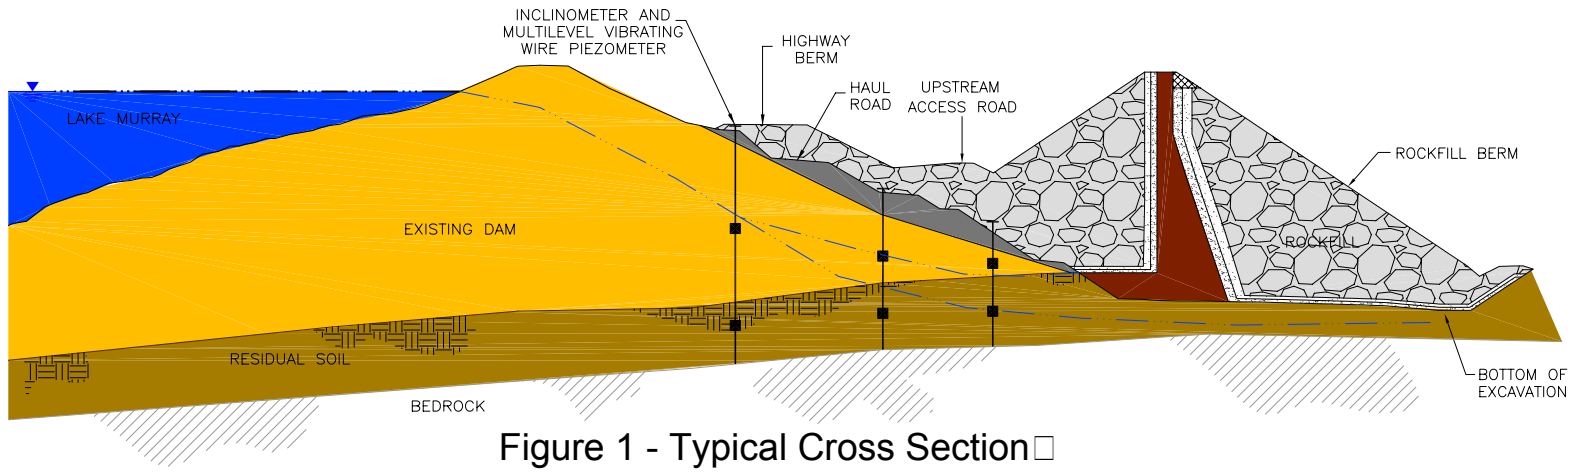 INCLINOMETER AND
MULTILEVEL VIBRATING
WIRE PIEZOMETER
HIGHWAY
BERM
HAUL
ROAD
UPSTREAM
ACCESS ROAD
LAKE MURRAY
ROCKFILL BERM
EXISTING DAM
ROCKFILL
RESIDUAL SOIL
BEDROCK
BOTTOM OF
EXCAVATION
Figure 1 - Typical Cross Section□